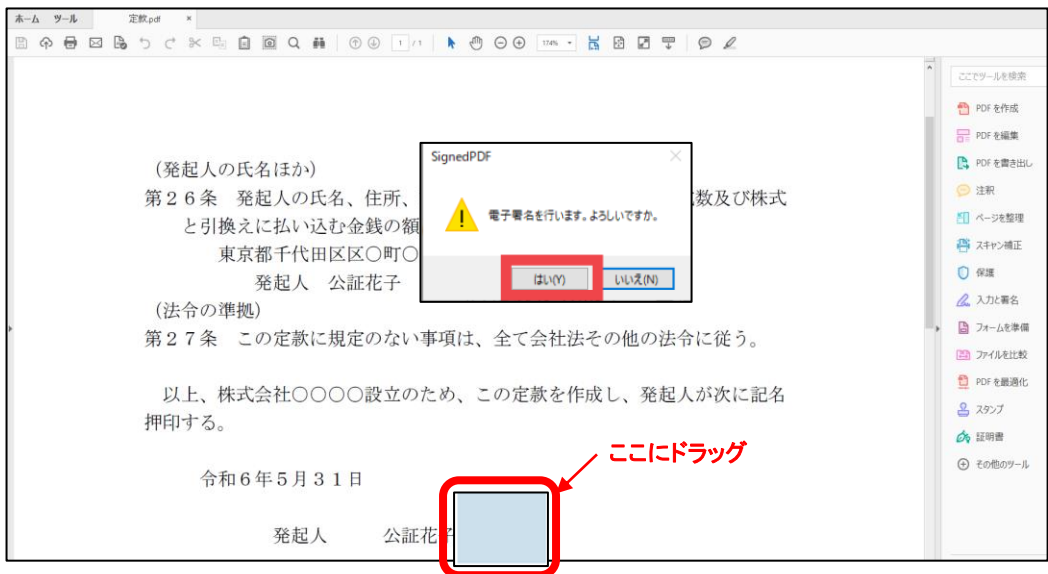 ホーム ツール 定款.pdf ×
1 / 1
174%
(発起人の氏名ほか)
第26条 発起人の氏名、住所、
数及び株式
と引換えに払い込む金銭の額
東京都千代田区区〇町〇
発起人 公証花子
(法令の準拠)
第27条 この定款に規定のない事項は、全て会社法その他の法令に従う。
以上、株式会社〇〇〇〇設立のため、この定款を作成し、発起人が次に記名
押印する。
令和6年5月31日
発起人 公証花子
SignedPDF
電子署名を行います。よろしいですか。
はい(Y) いいえ(N)
ここにドラッグ
ここでツールを検索
PDF を作成
PDF を編集
PDF を書き出し
注釈
ページを整理
スキャン補正
保護
入力と署名
フォームを準備
ファイルを比較
PDF を最適化
スタンプ
証明書
その他のツール